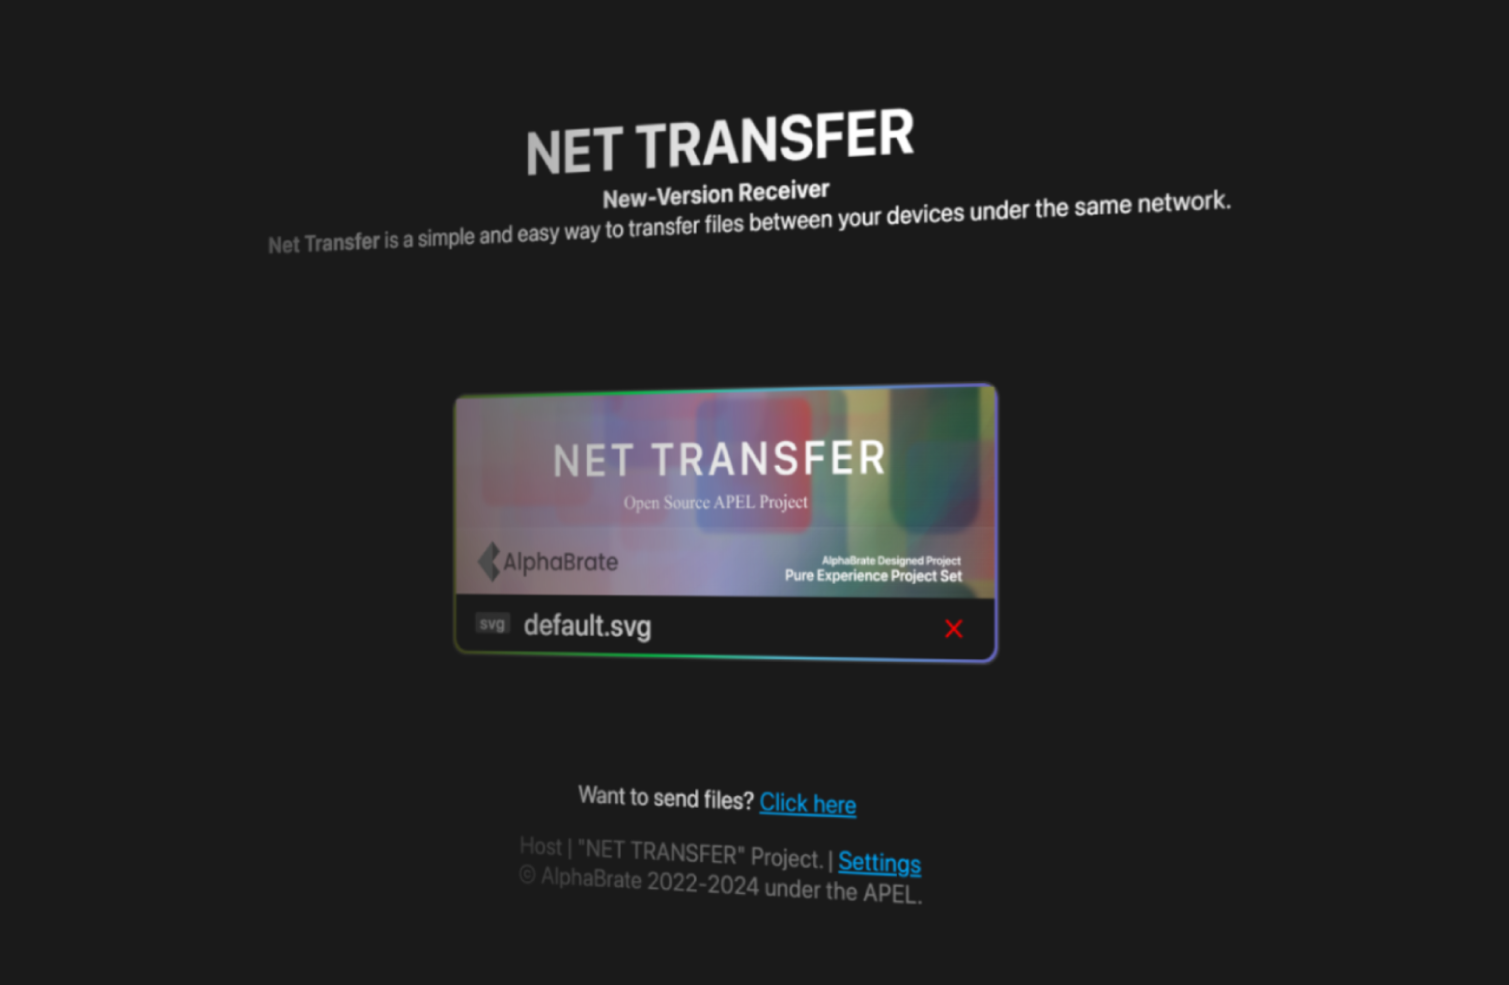 NET TRANSFER
New-Version Receiver
Net Transfer is a simple and easy way to transfer files between your devices under the same network.
NET TRANSFER
Open Source APEL Project
AlphaBrate
AlphaBrate Designed Project
Pure Experience Project Set
svg default.svg
Want to send files? Click here
Host | "NET TRANSFER" Project. | Settings
© AlphaBrate 2022-2024 under the APEL.